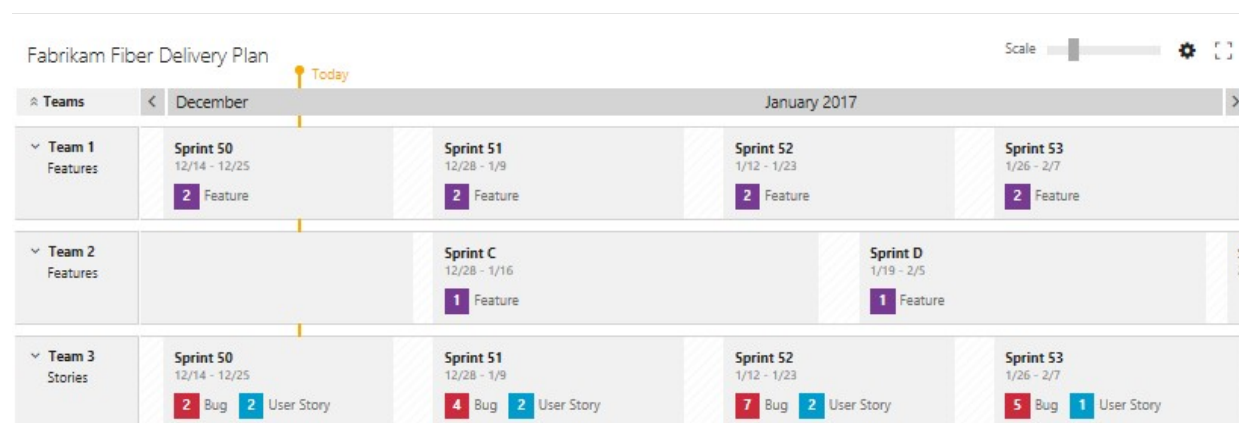 Fabrikam Fiber Delivery Plan
Scale
Today
Teams
December
January 2017
Team 1
Features
Sprint 50
12/14 - 12/25
2 Feature
Sprint 51
12/28 - 1/9
2 Feature
Sprint 52
1/12 - 1/23
2 Feature
Sprint 53
1/26 - 2/7
2 Feature
Team 2
Features
Sprint C
12/28 - 1/16
1 Feature
Sprint D
1/19 - 2/5
1 Feature
Team 3
Stories
Sprint 50
12/14 - 12/25
2 Bug 2 User Story
Sprint 51
12/28 - 1/9
4 Bug 2 User Story
Sprint 52
1/12 - 1/23
7 Bug 2 User Story
Sprint 53
1/26 - 2/7
5 Bug 1 User Story